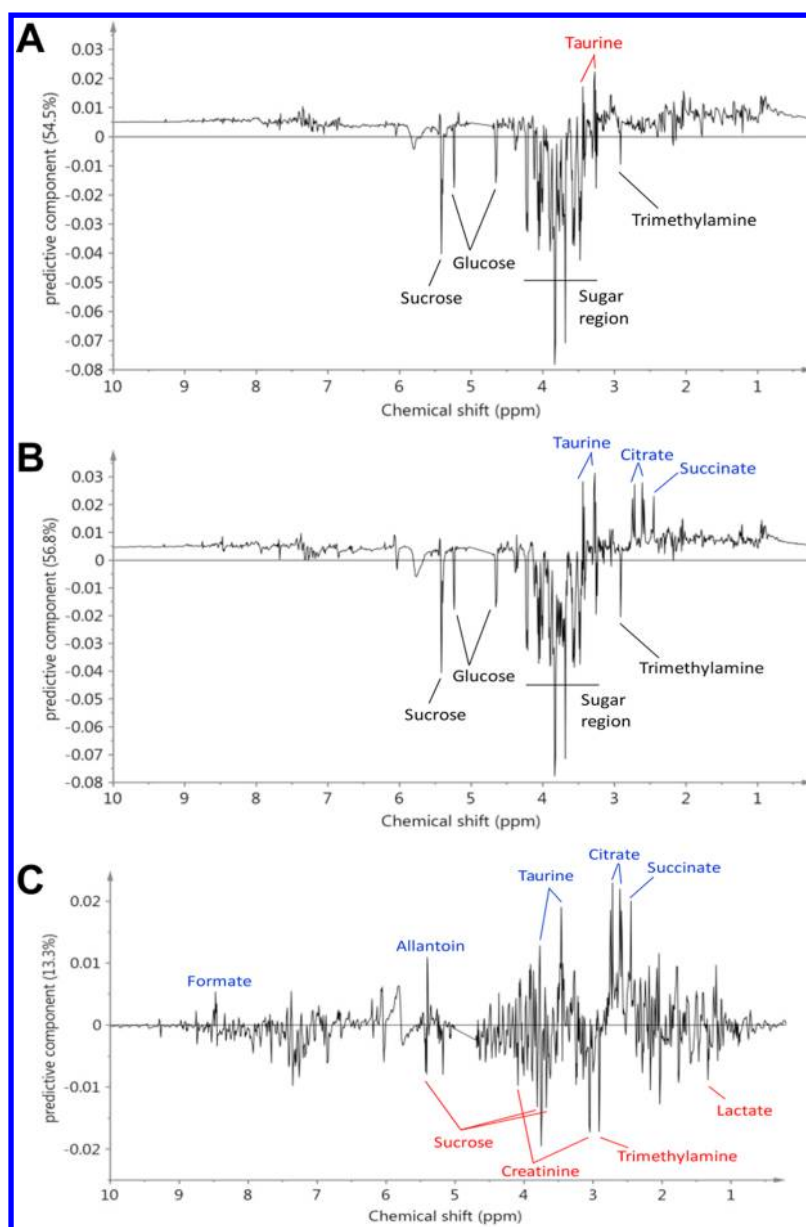 A
predictive component (54.5%)
0.03
0.02
0.01
0
-0.01
-0.02
-0.03
-0.04
-0.05
-0.06
-0.07
-0.08
Taurine
Trimethylamine
Glucose
Sucrose
Sugar
region
10 9 8 7 6 5 4 3 2 1
Chemical shift (ppm)
B
predictive component (56.8%)
0.03
0.02
0.01
0
-0.01
-0.02
-0.03
-0.04
-0.05
-0.06
-0.07
-0.08
Taurine
Citrate
Succinate
Trimethylamine
Glucose
Sucrose
Sugar
region
10 9 8 7 6 5 4 3 2 1
Chemical shift (ppm)
C
predictive component (13.3%)
0.02
0.01
0
-0.01
-0.02
Citrate
Taurine
Succinate
Allantoin
Formate
Lactate
Sucrose
Creatinine
Trimethylamine
10 9 8 7 6 5 4 3 2 1
Chemical shift (ppm)